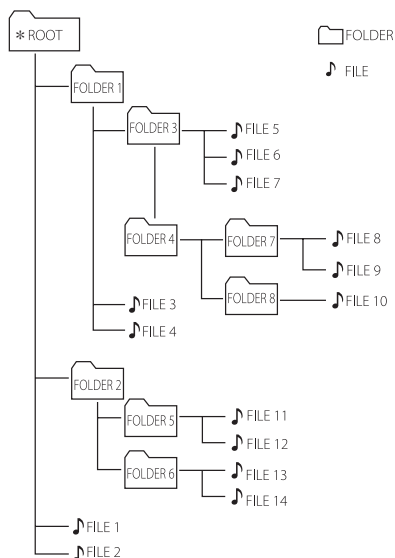 * ROOT
FOLDER
FILE
FOLDER 1
FOLDER 3
FILE 5
FILE 6
FILE 7
FOLDER 4
FOLDER 7
FILE 8
FILE 9
FOLDER 8
FILE 10
FILE 3
FILE 4
FOLDER 2
FOLDER 5
FILE 11
FILE 12
FOLDER 6
FILE 13
FILE 14
FILE 1
FILE 2